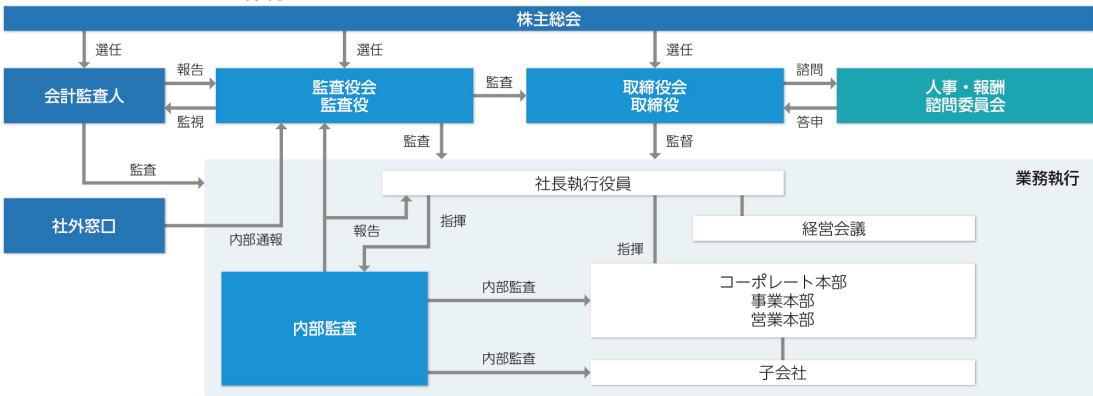 株主総会
選任
選任
選任
会計監査人
報告
監視
監査役会
監査役
監査
取締役会
取締役
諮問
答申
人事・報酬
諮問委員会
監査
監査
監督
業務執行
社長執行役員
社外窓口
内部通報
報告
指揮
指揮
経営会議
内部監査
内部監査
内部監査
コーポレート本部
事業本部
営業本部
子会社